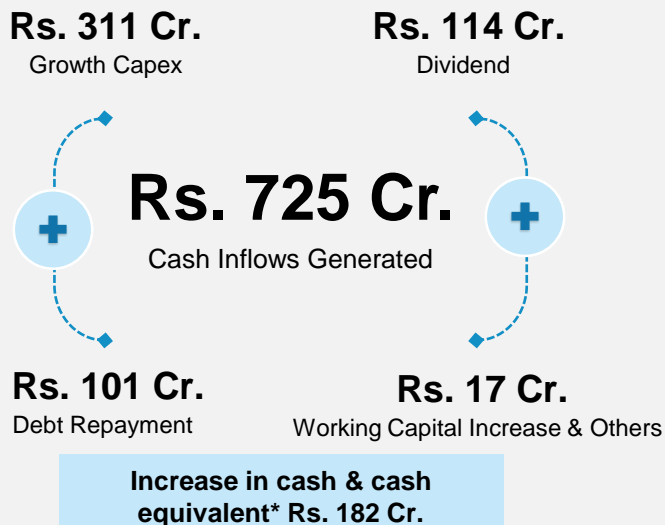 Rs. 311 Cr.
Growth Capex
Rs. 114 Cr.
Dividend
Rs. 725 Cr.
Cash Inflows Generated
Rs. 101 Cr.
Debt Repayment
Rs. 17 Cr.
Working Capital Increase & Others
Increase in cash & cash
equivalent* Rs. 182 Cr.